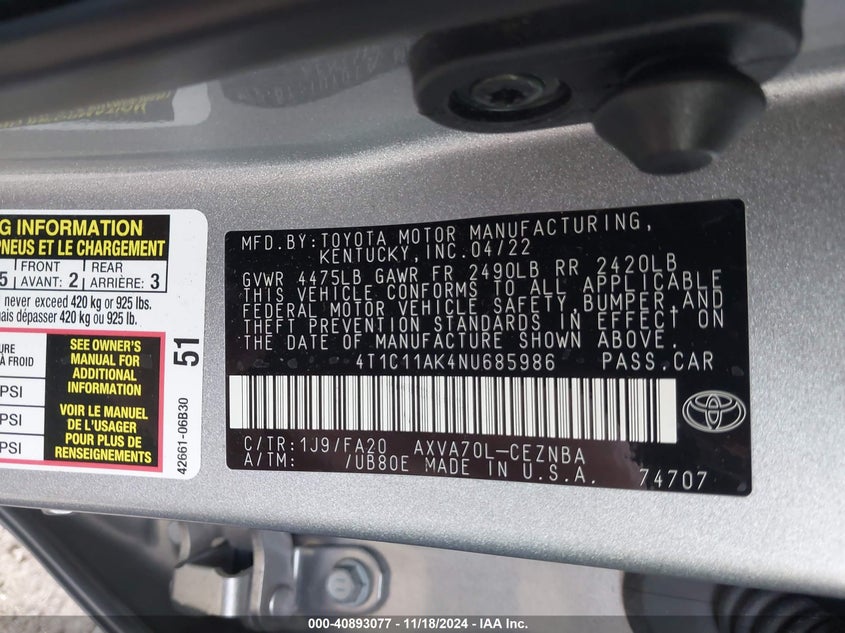 G INFORMATION
PNEUS ET LE CHARGEMENT
5 FRONT AVANT: 2 REAR ARRIÈRE: 3
never exceed 420 kg or 925 lbs.
mais dépasser 420 kg ou 925 lb.
URE
À FROID
PSI
PSI
PSI
SEE OWNER'S
MANUAL FOR
ADDITIONAL
INFORMATION
VOIR LE MANUEL
DE L'USAGER
POUR PLUS DE
RENSEIGNEMENTS
51
42661-06B30
MFD.BY:TOYOTA MOTOR MANUFACTURING,
KENTUCKY, INC.04/22
GVWR 4475LB GAWR FR 2490LB RR 2420LB
THIS VEHICLE CONFORMS TO ALL APPLICABLE
FEDERAL MOTOR VEHICLE SAFETY, BUMPER,AND
THEFT PREVENTION STANDARDS IN EFFECT ON
THE DATE OF MANUFACTURE SHOWN ABOVE.
4T1C11AK4NU685986 PASS.CAR
C/TR:1J9/FA20 AXVA70L-CEZNBA
A/TM: /UB80E MADE IN U.S.A. 74707
000-40893077 - 11/18/2024 - IAA Inc.